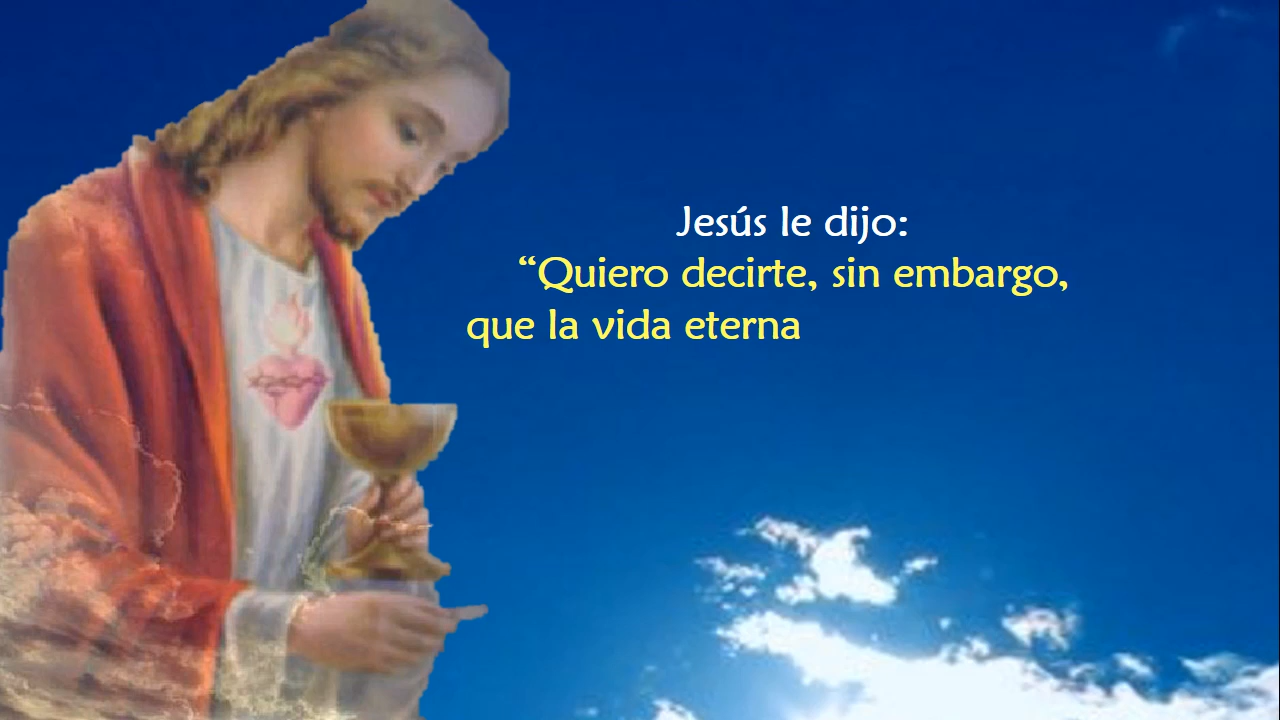 Jesús le dijo:
“Quiero decirte, sin embargo,
que la vida eterna